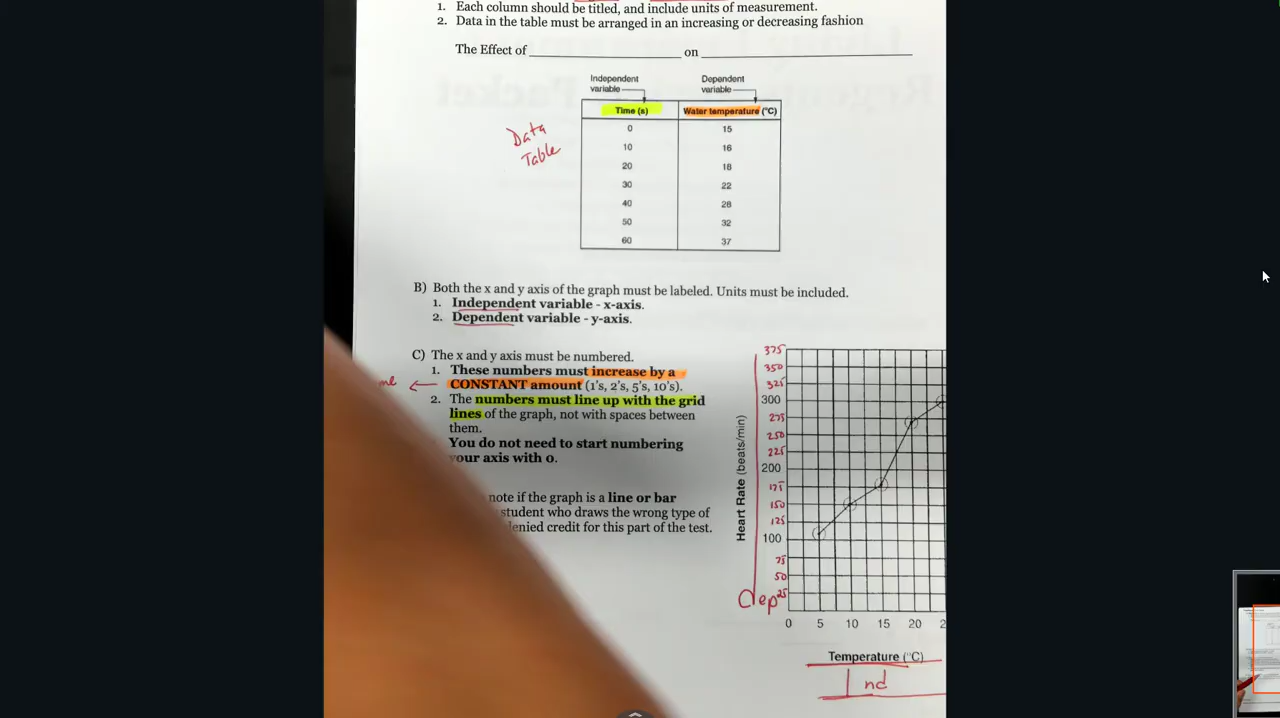 1. Each column should be titled, and include units of measurement.
2. Data in the table must be arranged in an increasing or decreasing fashion
The Effect of ____________ on ____________
Independent variable
Dependent variable
Time (s) Water temperature (°C)
Data
Table
0 15
10 16
20 18
30 22
40 28
50 32
60 37
B) Both the x and y axis of the graph must be labeled. Units must be included.
1. Independent variable - x-axis.
2. Dependent variable - y-axis.
C) The x and y axis must be numbered.
1. These numbers must increase by a
CONSTANT amount (1's, 2's, 5's, 10's).
2. The numbers must line up with the grid
lines of the graph, not with spaces between
them.
You do not need to start numbering
your axis with 0.
note if the graph is a line or bar
student who draws the wrong type of
denied credit for this part of the test.
Heart Rate (beats/min)
375
350
325
300
275
250
225
200
175
150
125
100
75
50
25
Dep
0 5 10 15 20
Temperature (°C)
Ind